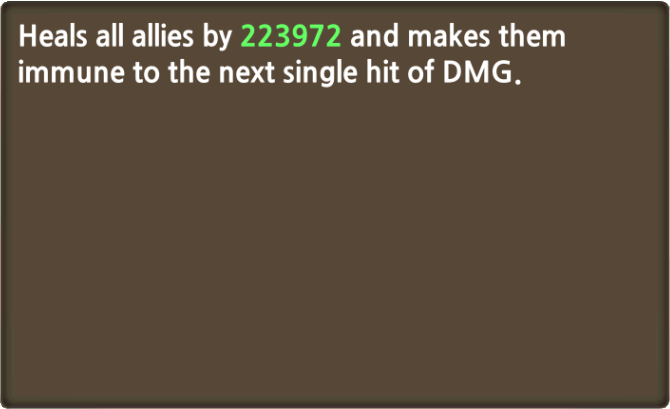 Heals all allies by 223972 and makes them
immune to the next single hit of DMG.